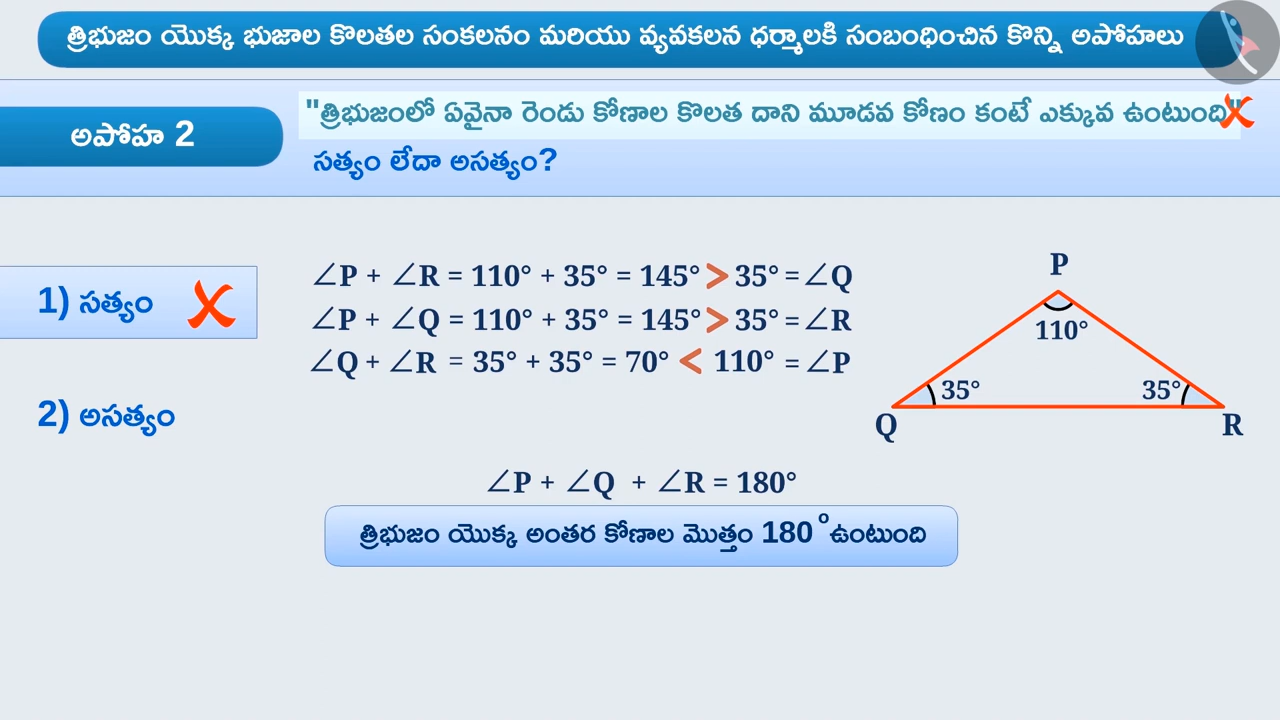 త్రిభుజం యొక్క భుజాల కొలతల సంకలనం మరియు వ్యవకలన ధర్మాలకి సంబంధించిన కొన్ని అపోహలు
అపోహ 2
"త్రిభుజంలో ఏవైనా రెండు కోణాల కొలత దాని మూడవ కోణం కంటే ఎక్కువ ఉంటుంది"
సత్యం లేదా అసత్యం?
1) సత్యం
2) అసత్యం
∠P + ∠R = 110° + 35° = 145° > 35° = ∠Q
∠P + ∠Q = 110° + 35° = 145° > 35° = ∠R
∠Q + ∠R = 35° + 35° = 70° < 110° = ∠P
P
110°
35°
35°
Q
R
∠P + ∠Q + ∠R = 180°
త్రిభుజం యొక్క అంతర కోణాల మొత్తం 180° ఉంటుంది